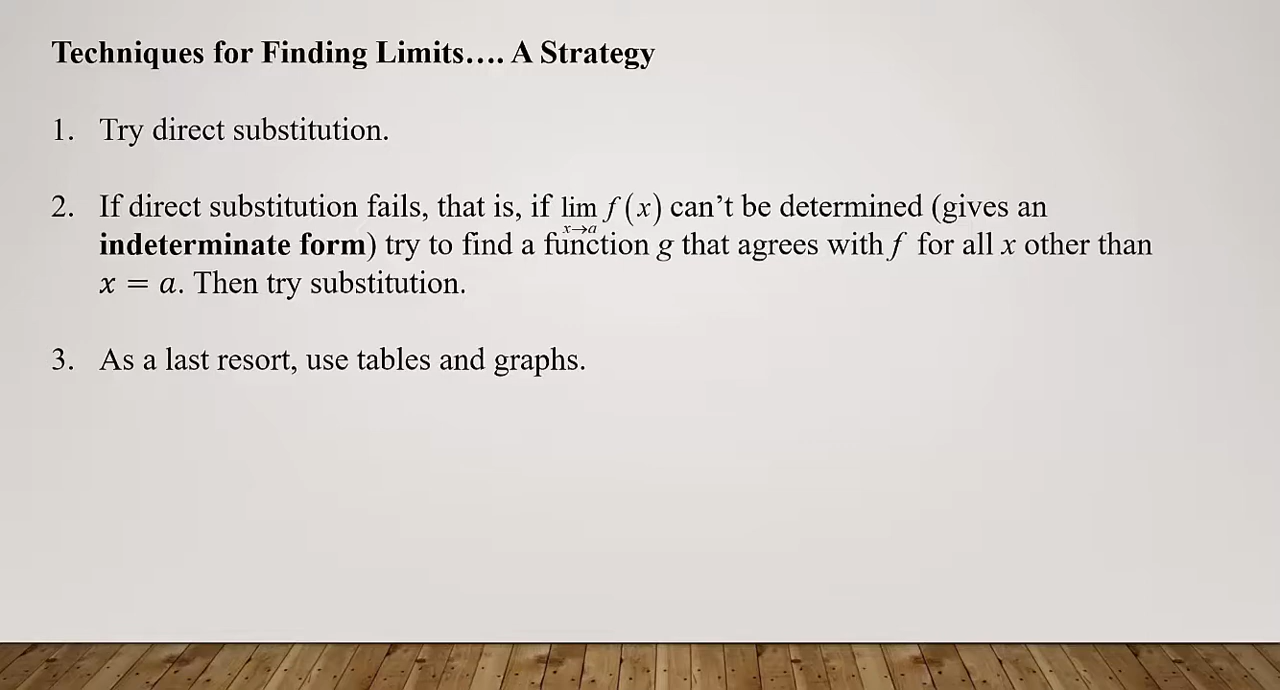 Techniques for Finding Limits…. A Strategy
1. Try direct substitution.
2. If direct substitution fails, that is, if lim f(x) can’t be determined (gives an
x→a
indeterminate form) try to find a function g that agrees with f for all x other than
x = a. Then try substitution.
3. As a last resort, use tables and graphs.